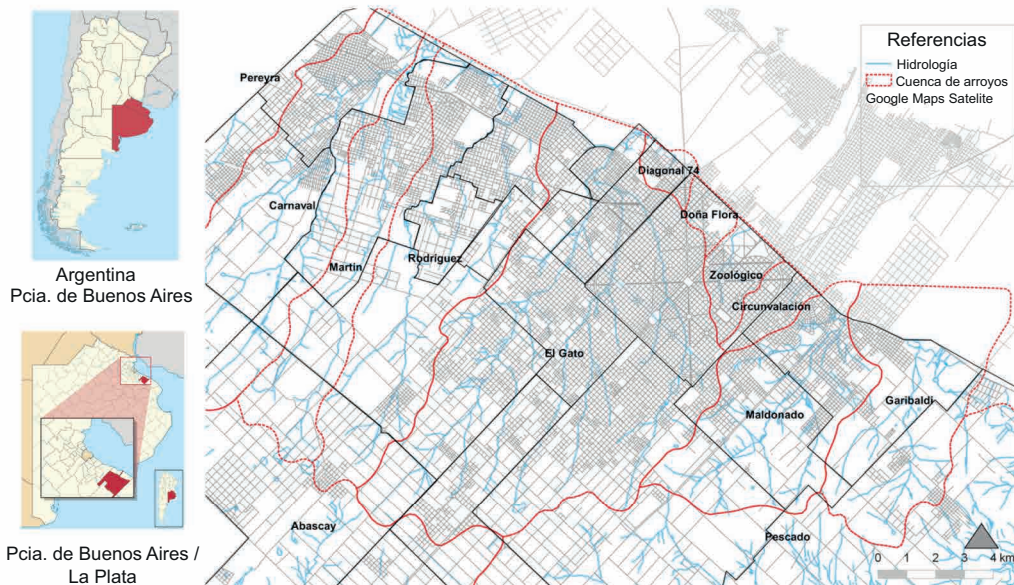 Argentina
Pcia. de Buenos Aires
Pcia. de Buenos Aires /
La Plata
Referencias
Hidrología
Cuenca de arroyos
Google Maps Satelite
Pereyra
Diagonal 74
Carnaval
Doña Flora
Martín
Rodríguez
Zoológico
Circunvalación
El Gato
Garibaldi
Maldonado
Abascay
Pescado
0 1 2 3 4 km